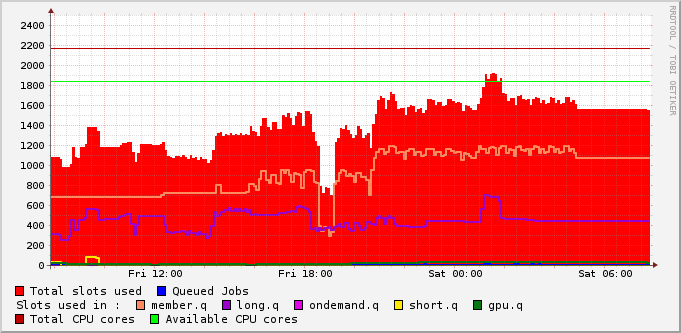 RRDTOOL / TOBI OETIKER
2400
2200
2000
1800
1600
1400
1200
1000
800
600
400
200
0
Fri 12:00 Fri 18:00 Sat 00:00 Sat 06:00
Total slots used Queued Jobs
Slots used in : member.q long.q ondemand.q short.q gpu.q
Total CPU cores Available CPU cores